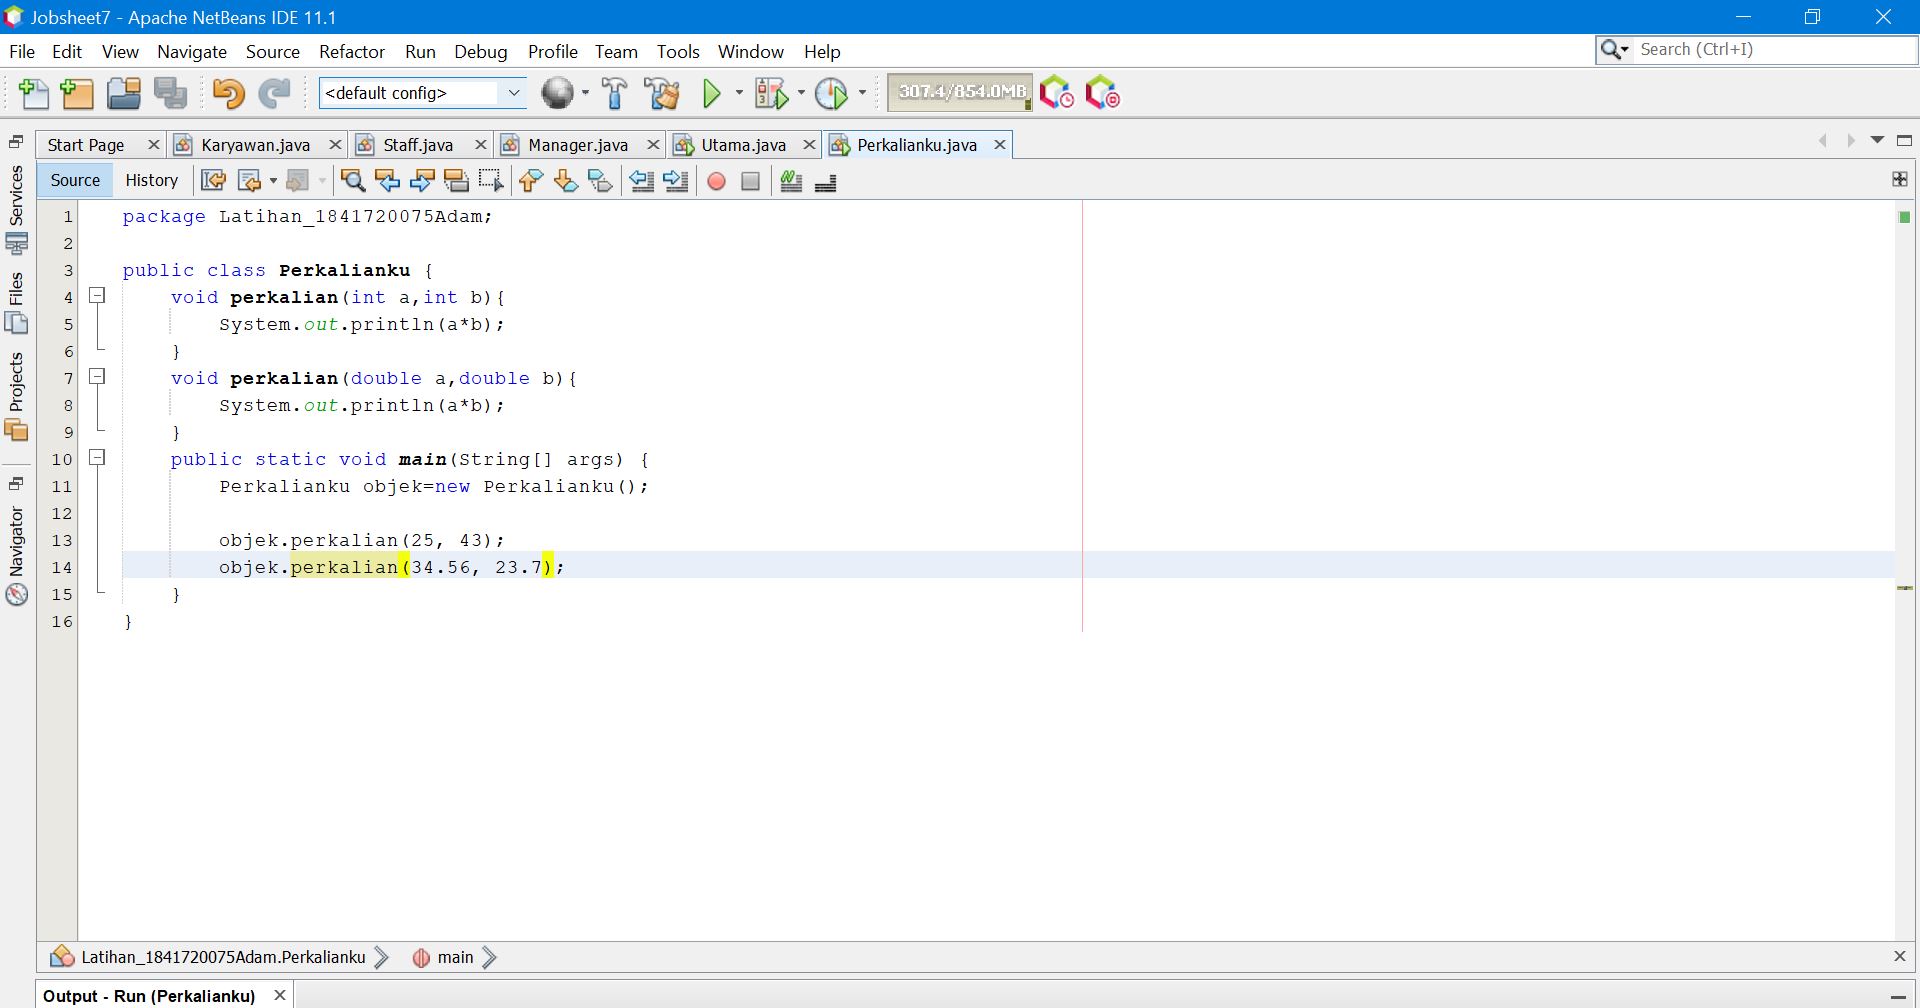 Jobsheet7 - Apache NetBeans IDE 11.1
File Edit View Navigate Source Refactor Run Debug Profile Team Tools Window Help
Search (Ctrl+I)
<default config>
307.4/854.0MB
Start Page Karyawan.java Staff.java Manager.java Utama.java Perkalianku.java
Source History
Services
Files
Projects
Navigator
1 package Latihan_1841720075Adam;
2
3 public class Perkalianku {
4 void perkalian(int a,int b){
5 System.out.println(a*b);
6 }
7 void perkalian(double a,double b){
8 System.out.println(a*b);
9 }
10 public static void main(String[] args) {
11 Perkalianku objek=new Perkalianku();
12
13 objek.perkalian(25, 43);
14 objek.perkalian(34.56, 23.7);
15 }
16 }
Latihan_1841720075Adam.Perkalianku main
Output - Run (Perkalianku)